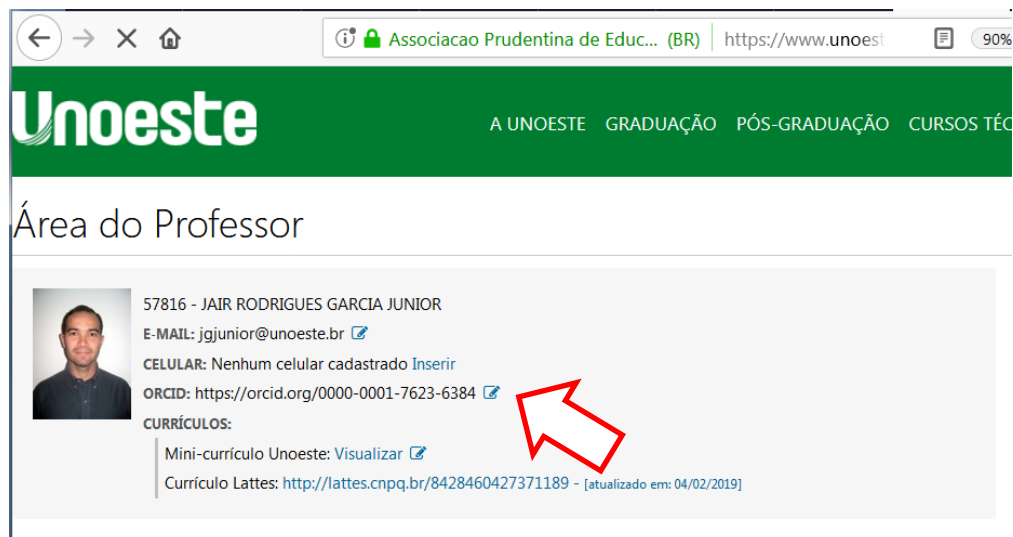 Associacao Prudentina de Educ... (BR) https://www.unoest 90%
Unoeste
A UNOESTE GRADUAÇÃO PÓS-GRADUAÇÃO CURSOS TÉC
Área do Professor
57816 - JAIR RODRIGUES GARCIA JUNIOR
E-MAIL: jgjunior@unoeste.br
CELULAR: Nenhum celular cadastrado Inserir
ORCID: https://orcid.org/0000-0001-7623-6384
CURRÍCULOS:
Mini-currículo Unoeste: Visualizar
Currículo Lattes: http://lattes.cnpq.br/8428460427371189 - [atualizado em: 04/02/2019]